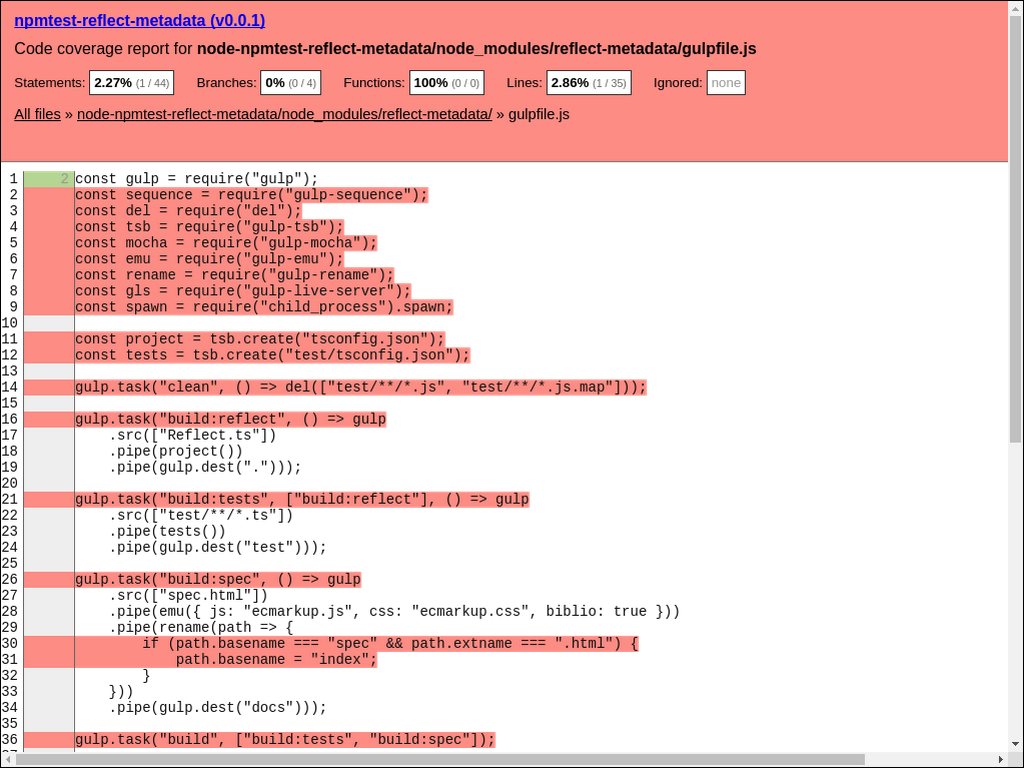 npmtest-reflect-metadata (v0.0.1)
Code coverage report for node-npmtest-reflect-metadata/node_modules/reflect-metadata/gulpfile.js
Statements: 2.27% (1 / 44) Branches: 0% (0 / 4) Functions: 100% (0 / 0) Lines: 2.86% (1 / 35) Ignored: none
All files » node-npmtest-reflect-metadata/node_modules/reflect-metadata/ » gulpfile.js
1 2 const gulp = require("gulp");
2 const sequence = require("gulp-sequence");
3 const del = require("del");
4 const tsb = require("gulp-tsb");
5 const mocha = require("gulp-mocha");
6 const emu = require("gulp-emu");
7 const rename = require("gulp-rename");
8 const gls = require("gulp-live-server");
9 const spawn = require("child_process").spawn;
10
11 const project = tsb.create("tsconfig.json");
12 const tests = tsb.create("test/tsconfig.json");
13
14 gulp.task("clean", () => del(["test/**/*.js", "test/**/*.js.map"]));
15
16 gulp.task("build:reflect", () => gulp
17     .src(["Reflect.ts"])
18     .pipe(project())
19     .pipe(gulp.dest(".")));
20
21 gulp.task("build:tests", ["build:reflect"], () => gulp
22     .src(["test/**/*.ts"])
23     .pipe(tests())
24     .pipe(gulp.dest("test")));
25
26 gulp.task("build:spec", () => gulp
27     .src(["spec.html"])
28     .pipe(emu({ js: "ecmarkup.js", css: "ecmarkup.css", biblio: true }))
29     .pipe(rename(path => {
30         if (path.basename === "spec" && path.extname === ".html") {
31             path.basename = "index";
32         }
33     }))
34     .pipe(gulp.dest("docs")));
35
36 gulp.task("build", ["build:tests", "build:spec"]);